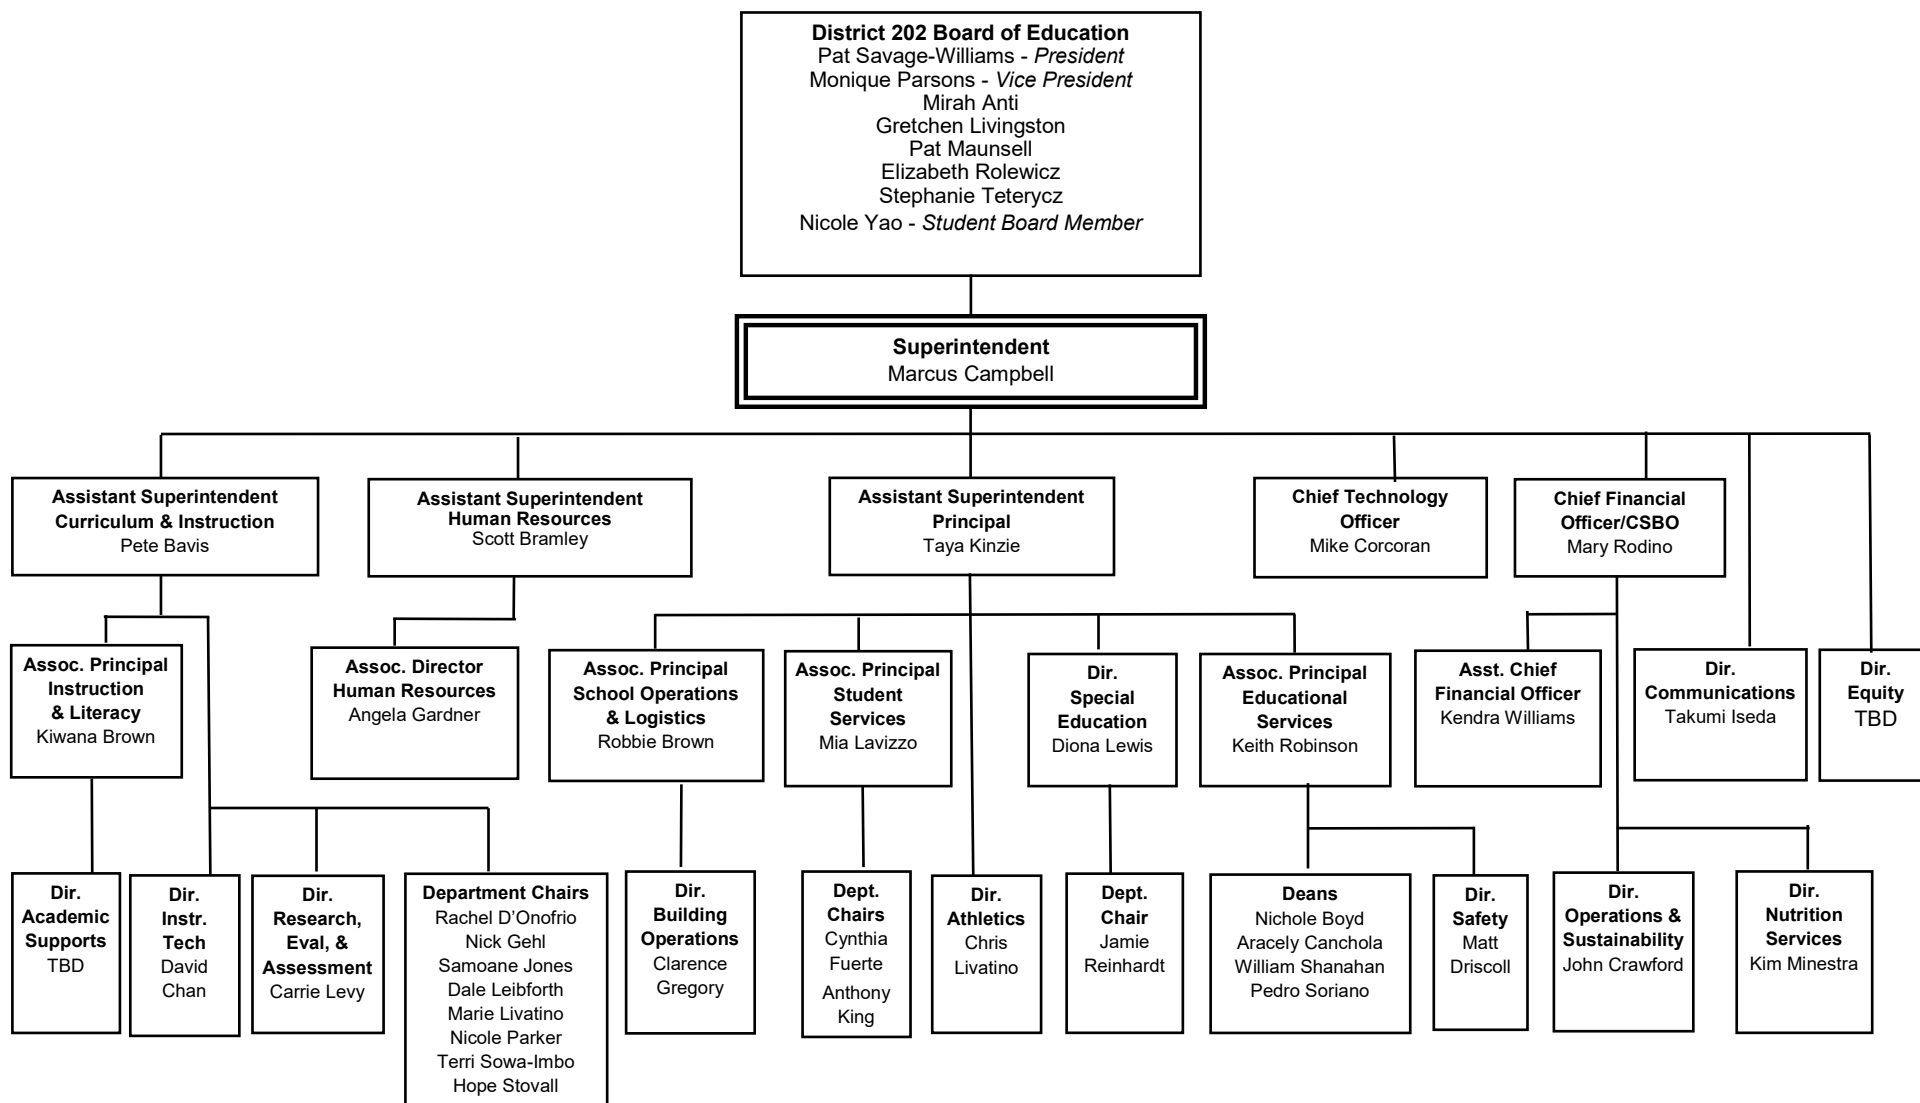 District 202 Board of Education
Pat Savage-Williams - President
Monique Parsons - Vice President
Mirah Anti
Gretchen Livingston
Pat Maunsell
Elizabeth Rolewicz
Stephanie Teterycz
Nicole Yao - Student Board Member
Superintendent
Marcus Campbell
Assistant Superintendent
Curriculum & Instruction
Pete Bavis
Assistant Superintendent
Human Resources
Scott Bramley
Assistant Superintendent
Principal
Taya Kinzie
Chief Technology
Officer
Mike Corcoran
Chief Financial
Officer/CSBO
Mary Rodino
Assoc. Principal
Instruction
& Literacy
Kiwana Brown
Assoc. Director
Human Resources
Angela Gardner
Assoc. Principal
School Operations
& Logistics
Robbie Brown
Assoc. Principal
Student
Services
Mia Lavizzo
Dir.
Special
Education
Diona Lewis
Assoc. Principal
Educational
Services
Keith Robinson
Asst. Chief
Financial Officer
Kendra Williams
Dir.
Communications
Takumi Iseda
Dir.
Equity
TBD
Dir.
Academic
Supports
TBD
Dir.
Instr.
Tech
David
Chan
Dir.
Research,
Eval, &
Assessment
Carrie Levy
Department Chairs
Rachel D’Onofrio
Nick Gehl
Samoane Jones
Dale Leibforth
Marie Livatino
Nicole Parker
Terri Sowa-Imbo
Hope Stovall
Dir.
Building
Operations
Clarence
Gregory
Dept.
Chairs
Cynthia
Fuerte
Anthony
King
Dir.
Athletics
Chris
Livatino
Dept.
Chair
Jamie
Reinhardt
Deans
Nichole Boyd
Aracely Canchola
William Shanahan
Pedro Soriano
Dir.
Safety
Matt
Driscoll
Dir.
Operations &
Sustainability
John Crawford
Dir.
Nutrition
Services
Kim Minestra